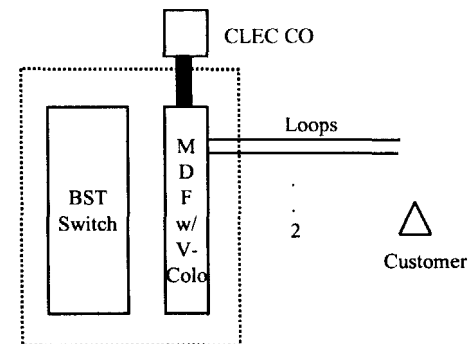 CLEC CO
Loops
M
D
F
w/
V-
Colo
BST
Switch
.
.
2
Customer